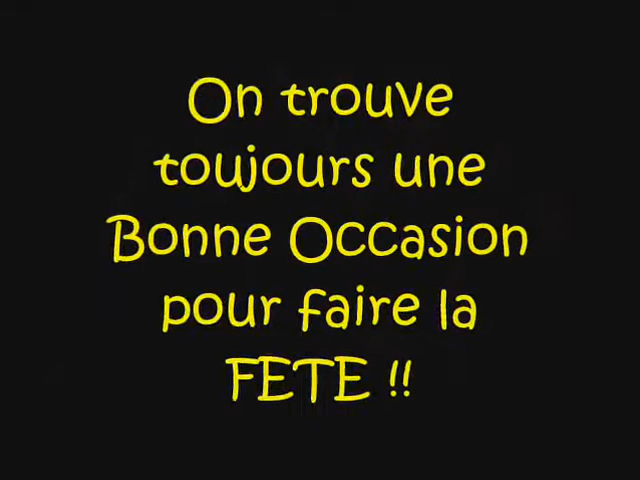 On trouve
toujours une
Bonne Occasion
pour faire la
FETE !!